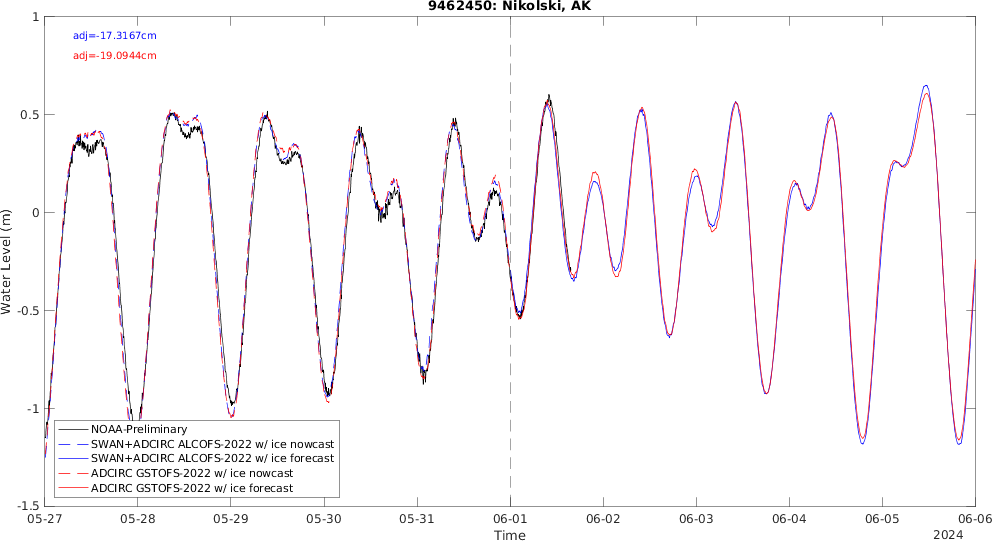 9462450: Nikolski, AK
adj=-17.3167cm
adj=-19.0944cm
Water Level (m)
1
0.5
0
-0.5
-1
-1.5
NOAA-Preliminary
SWAN+ADCIRC ALCOFS-2022 w/ ice nowcast
SWAN+ADCIRC ALCOFS-2022 w/ ice forecast
ADCIRC GSTOFS-2022 w/ ice nowcast
ADCIRC GSTOFS-2022 w/ ice forecast
05-27 05-28 05-29 05-30 05-31 06-01 06-02 06-03 06-04 06-05 06-06
Time
2024